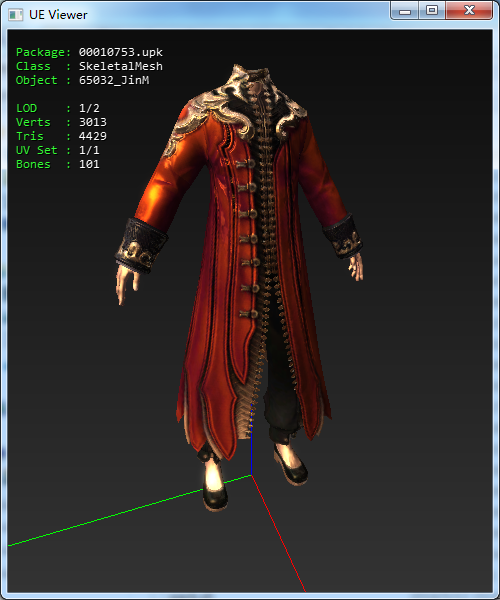 UE Viewer
Package: 00010753.upk
Class : SkeletalMesh
Object : 65032_JinM
LOD : 1/2
Verts : 3013
Tris : 4429
UV Set : 1/1
Bones : 101